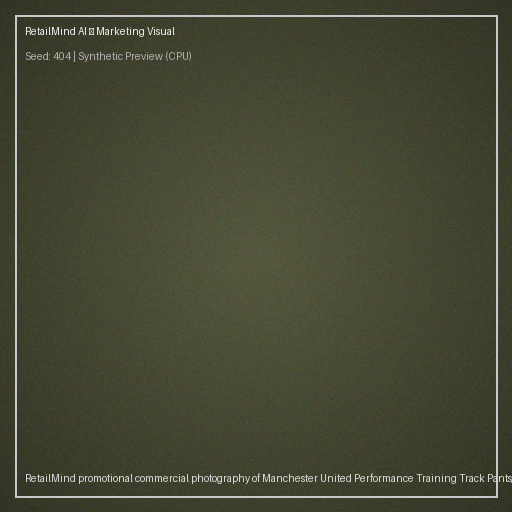 RetailMind AI▯Marketing Visual
Seed: 404 | Synthetic Preview (CPU)
RetailMind promotional commercial photography of Manchester United Performance Training Track Pants